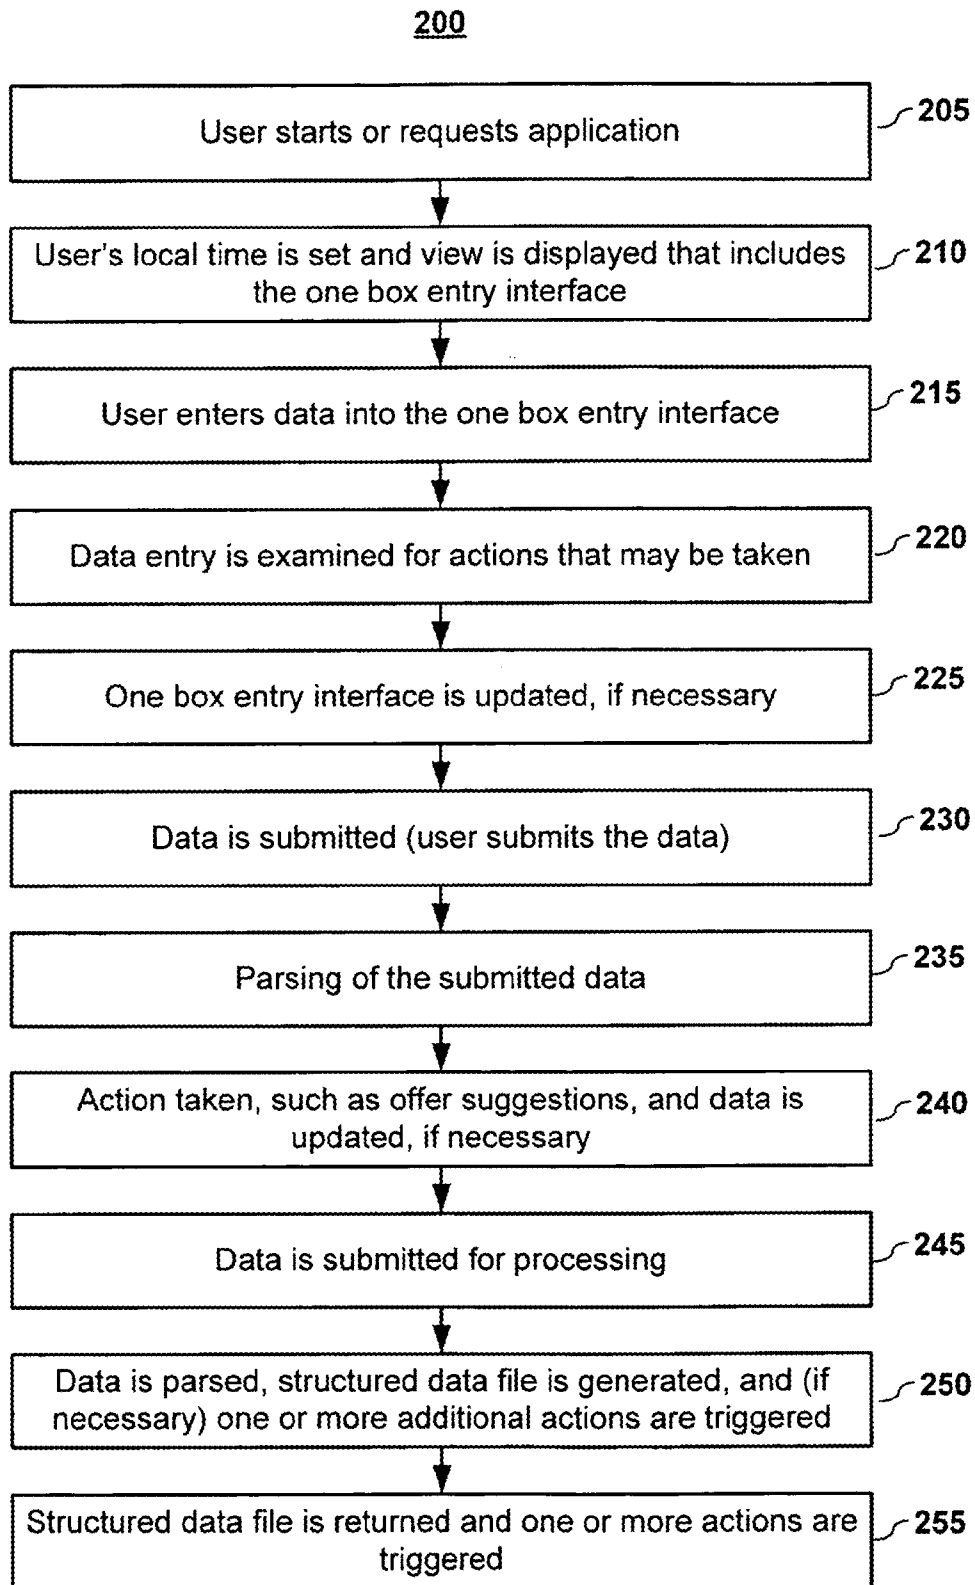 200
User starts or requests application
205
User's local time is set and view is displayed that includes
the one box entry interface
210
User enters data into the one box entry interface
215
Data entry is examined for actions that may be taken
220
One box entry interface is updated, if necessary
225
Data is submitted (user submits the data)
230
Parsing of the submitted data
235
Action taken, such as offer suggestions, and data is
updated, if necessary
240
Data is submitted for processing
245
Data is parsed, structured data file is generated, and (if
necessary) one or more additional actions are triggered
250
Structured data file is returned and one or more actions are
triggered
255